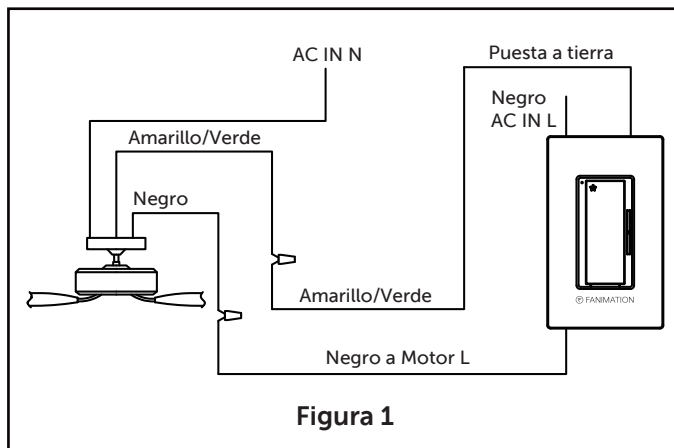 AC IN N
Puesta a tierra
Negro
AC IN L
Amarillo/Verde
Negro
Amarillo/Verde
FANIMATION
Negro a Motor L
Figura 1